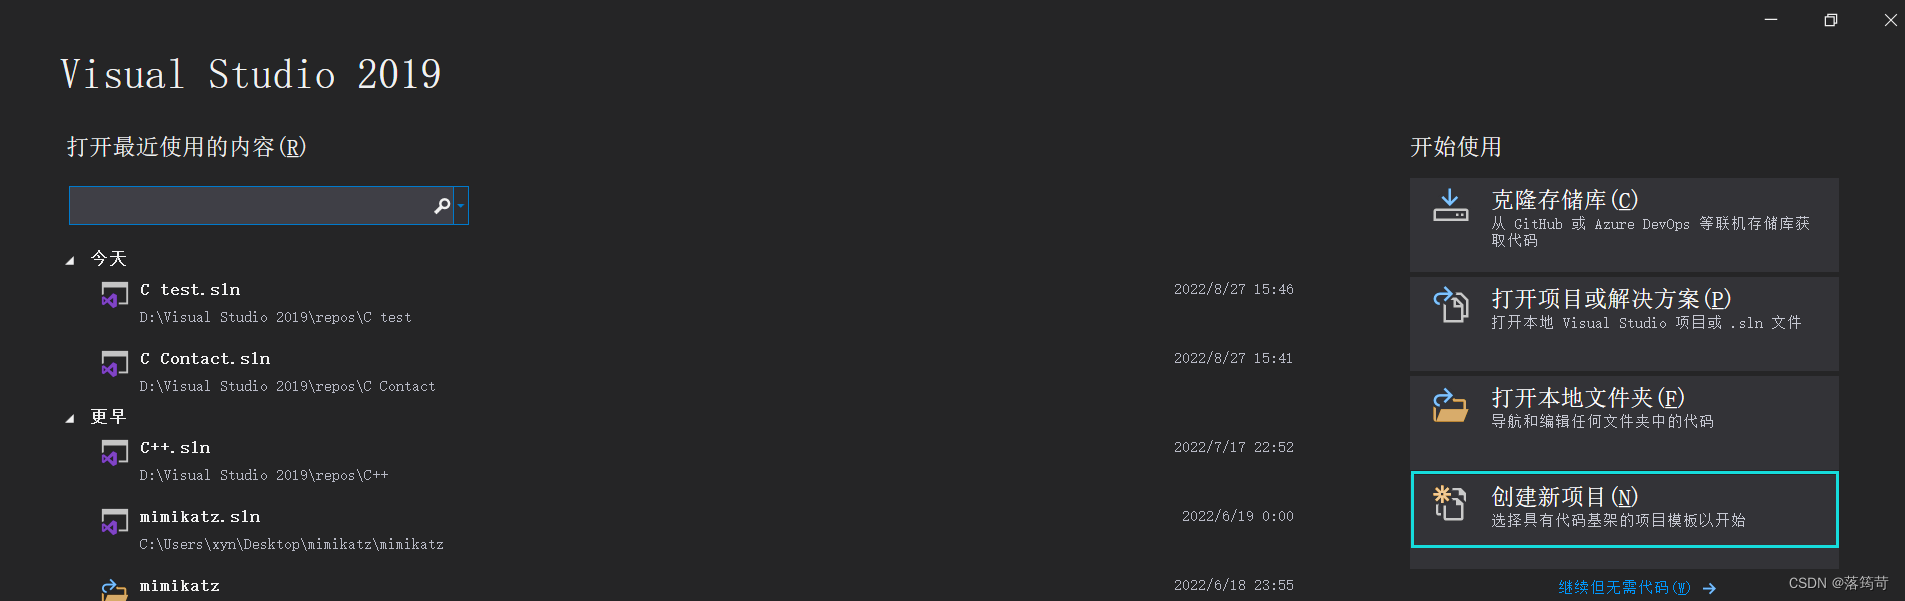 Visual Studio 2019
打开最近使用的内容(R)
今天
C test.sln
2022/8/27 15:46
D:\Visual Studio 2019\repos\C test
C Contact.sln
2022/8/27 15:41
D:\Visual Studio 2019\repos\C Contact
更早
C++.sln
2022/7/17 22:52
D:\Visual Studio 2019\repos\C++
mimikatz.sln
2022/6/19 0:00
C:\Users\xyn\Desktop\mimikatz\mimikatz
mimikatz
2022/6/18 23:55
开始使用
克隆存储库(C)
从 GitHub 或 Azure DevOps 等联机存储库获
取代码
打开项目或解决方案(P)
打开本地 Visual Studio 项目或 .sln 文件
打开本地文件夹(F)
导航和编辑任何文件夹中的代码
创建新项目(N)
选择具有代码基架的项目模板以开始
继续但无需代码(W) →
CSDN @落筠苛